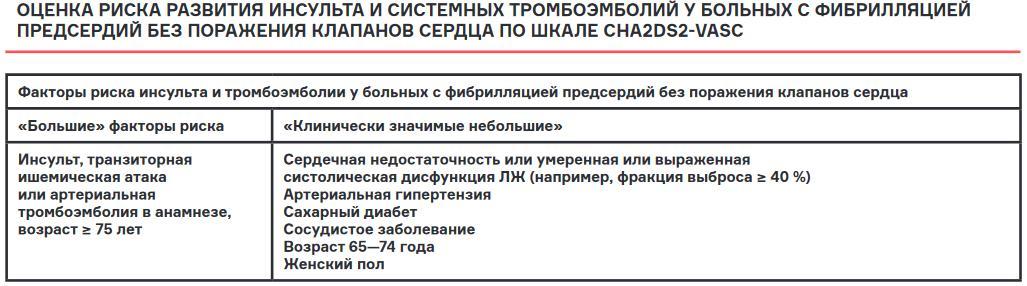 ОЦЕНКА РИСКА РАЗВИТИЯ ИНСУЛЬТА И СИСТЕМНЫХ ТРОМБОЭМБОЛИЙ У БОЛЬНЫХ С ФИБРИЛЛЯЦИЕЙ
ПРЕДСЕРДИЙ БЕЗ ПОРАЖЕНИЯ КЛАПАНОВ СЕРДЦА ПО ШКАЛЕ CHA2DS2-VASC
Факторы риска инсульта и тромбоэмболии у больных с фибрилляцией предсердий без поражения клапанов сердца
«Большие» факторы риска
«Клинически значимые небольшие»
Инсульт, транзиторная
ишемическая атака
или артериальная
тромбоэмболия в анамнезе,
возраст ≥ 75 лет
Сердечная недостаточность или умеренная или выраженная
систолическая дисфункция ЛЖ (например, фракция выброса ≥ 40 %)
Артериальная гипертензия
Сахарный диабет
Сосудистое заболевание
Возраст 65—74 года
Женский пол